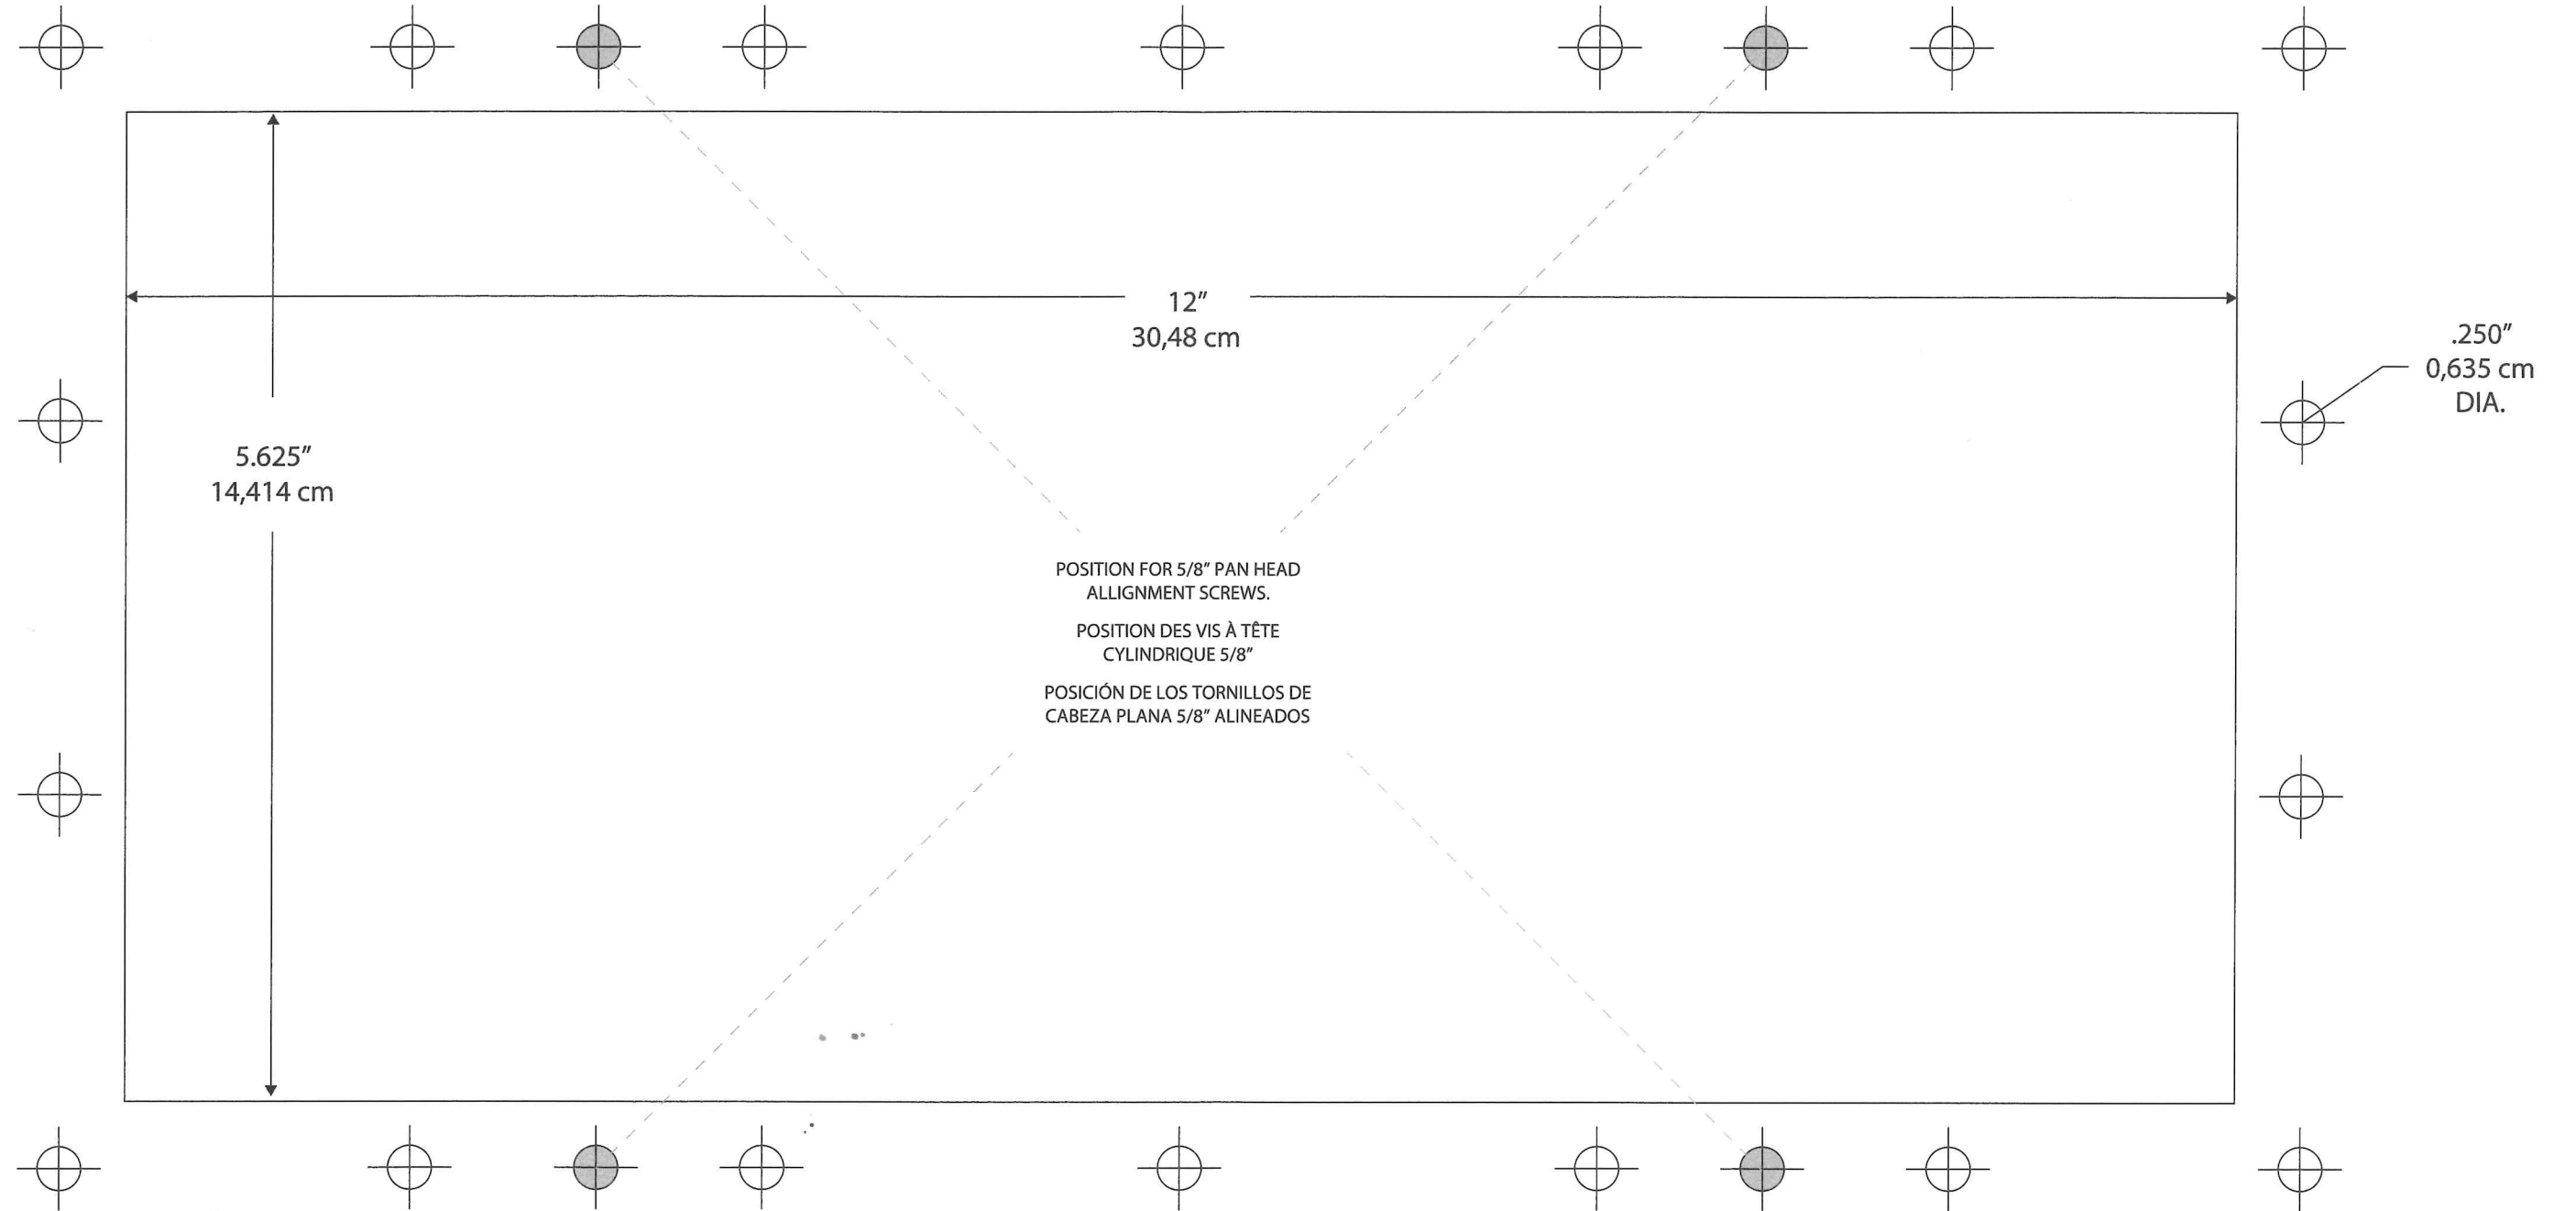 12"
30,48 cm
.250"
0,635 cm
DIA.
5.625"
14,414 cm
POSITION FOR 5/8" PAN HEAD
ALLIGNMENT SCREWS.
POSITION DES VIS À TÊTE
CYLINDRIQUE 5/8"
POSICIÓN DE LOS TORNILLOS DE
CABEZA PLANA 5/8" ALINEADOS